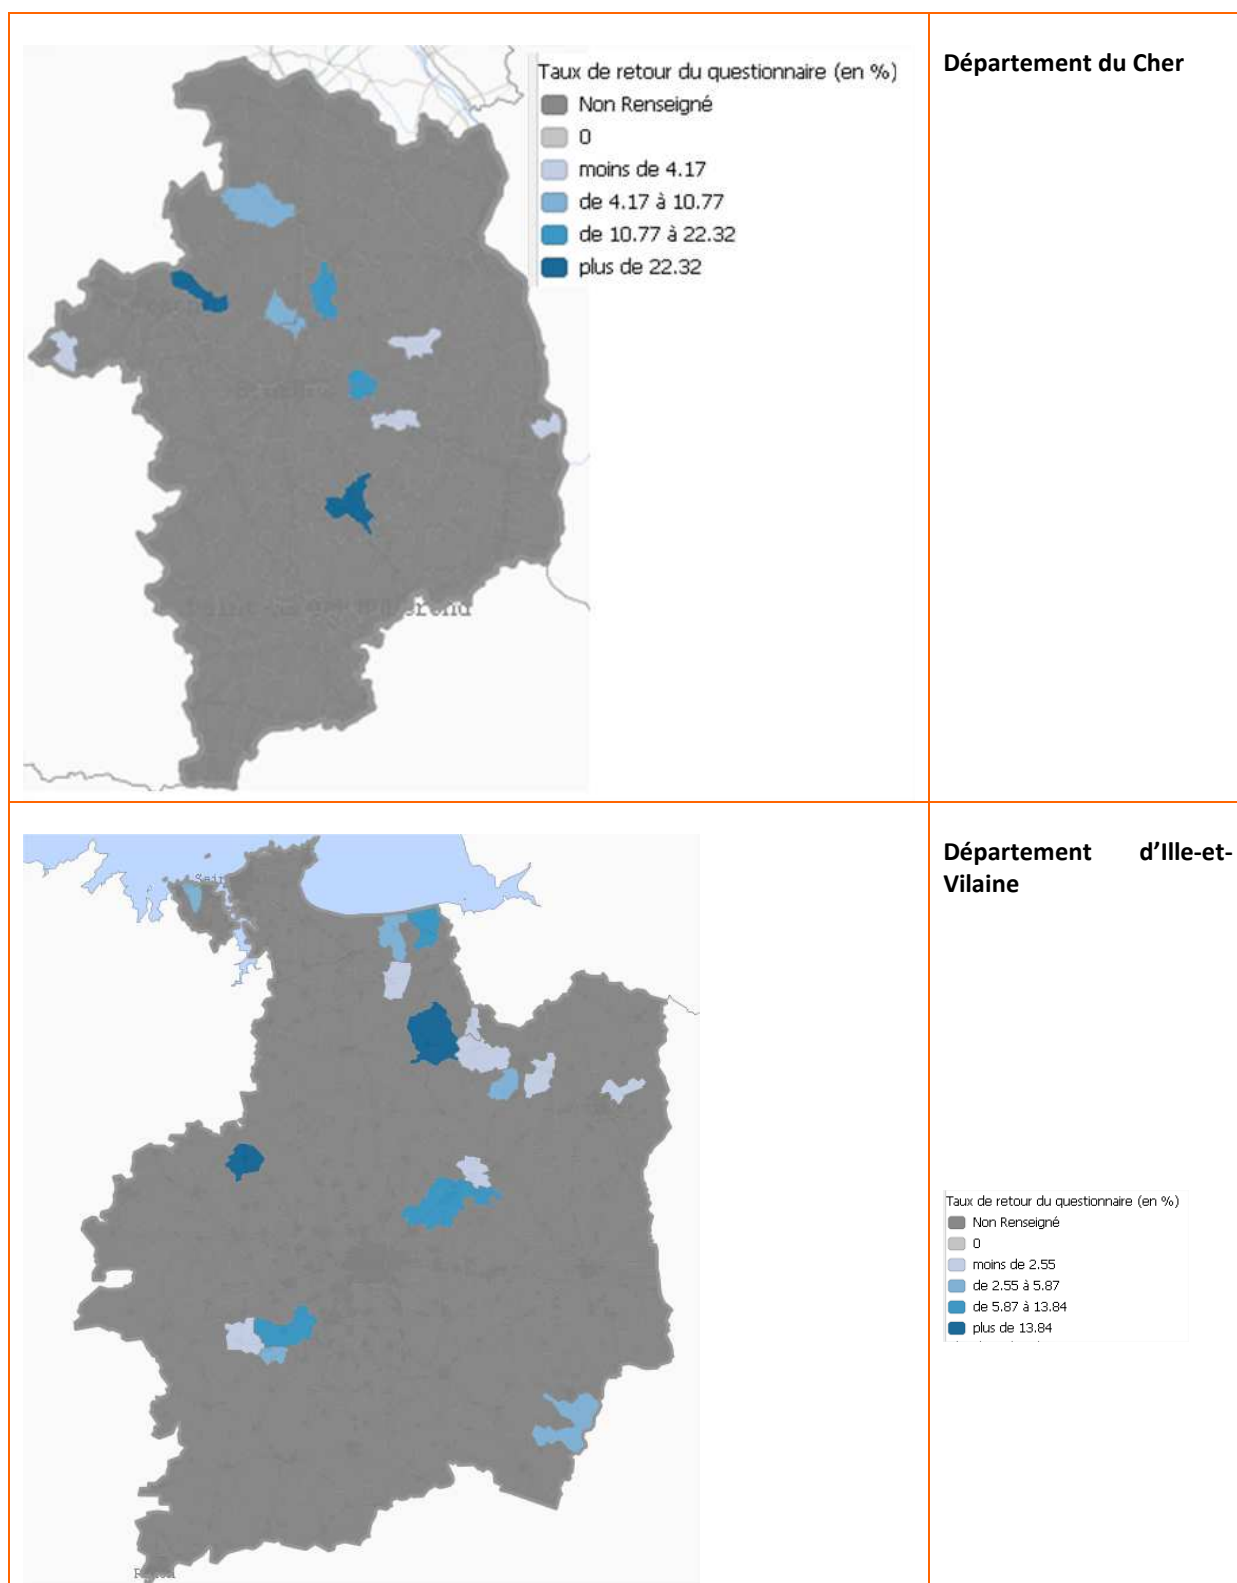 Taux de retour du questionnaire (en %)
Non Renseigné
0
moins de 4.17
de 4.17 à 10.77
de 10.77 à 22.32
plus de 22.32
Département du Cher
Département d'Ille-et-
Vilaine
Taux de retour du questionnaire (en %)
Non Renseigné
0
moins de 2.55
de 2.55 à 5.87
de 5.87 à 13.84
plus de 13.84